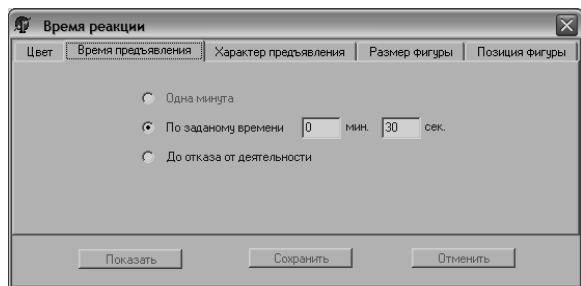 Время реакции
Цвет Время предъявления Характер предъявления Размер фигуры Позиция фигуры
Одна минута
По заданому времени 0 мин. 30 сек.
До отказа от деятельности
Показать Сохранить Отменить